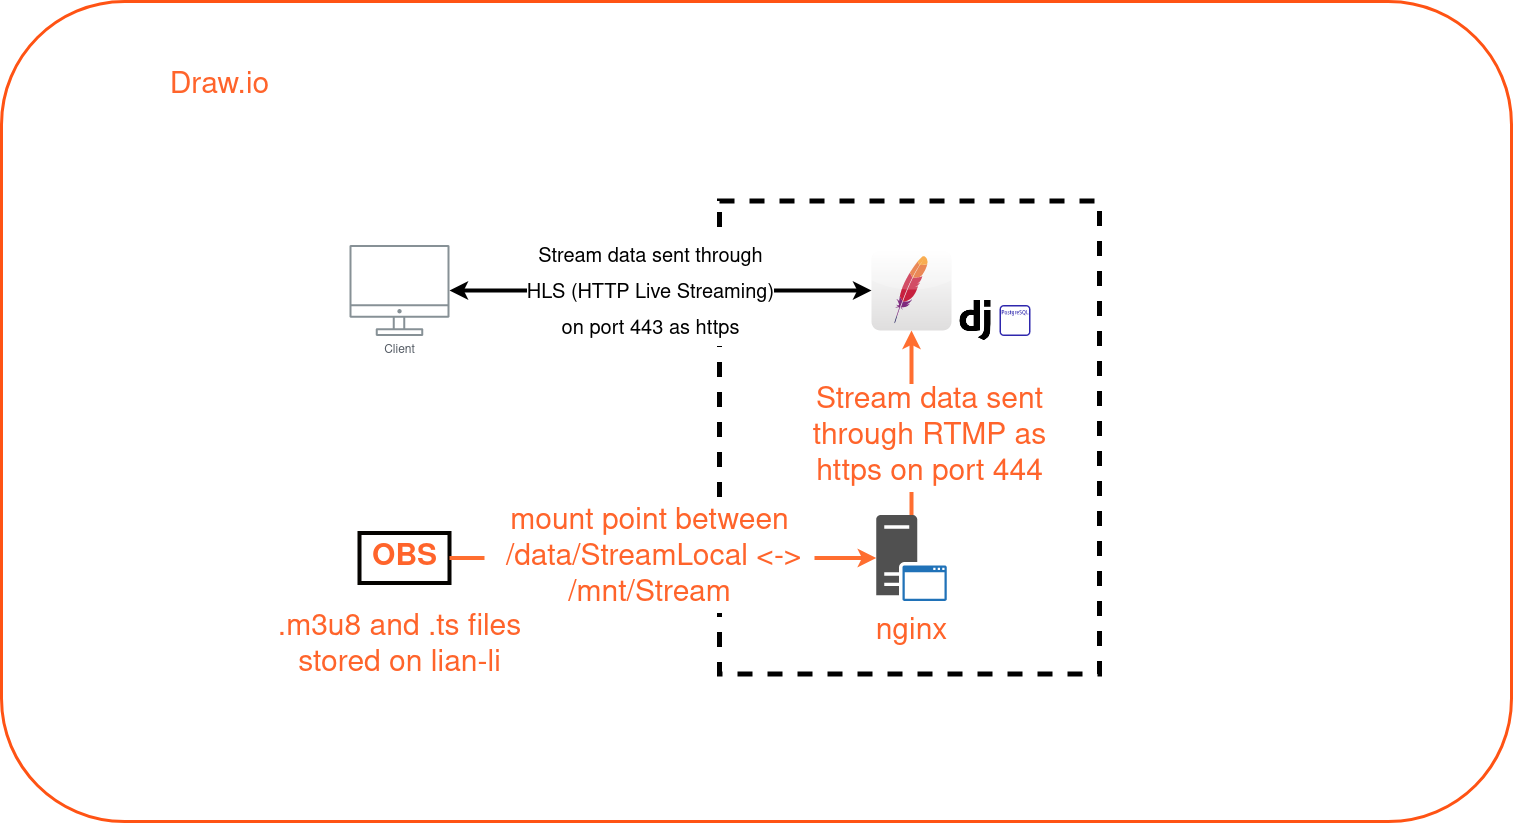 Draw.io
Stream data sent through
HLS (HTTP Live Streaming)
on port 443 as https
Client
dj
PostgreSQL
Stream data sent
through RTMP as
https on port 444
mount point between
/data/StreamLocal <->
/mnt/Stream
OBS
.m3u8 and .ts files
stored on lian-li
nginx